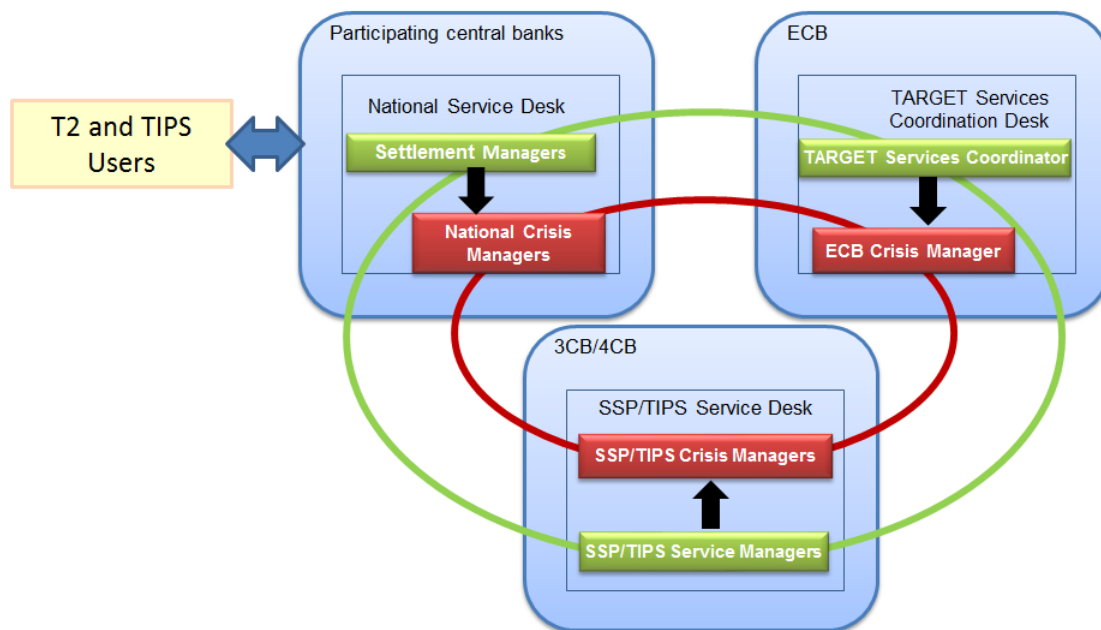 Participating central banks
National Service Desk
Settlement Managers
National Crisis
Managers
T2 and TIPS
Users
ECB
TARGET Services
Coordination Desk
TARGET Services Coordinator
ECB Crisis Manager
3CB/4CB
SSP/TIPS Service Desk
SSP/TIPS Crisis Managers
SSP/TIPS Service Managers